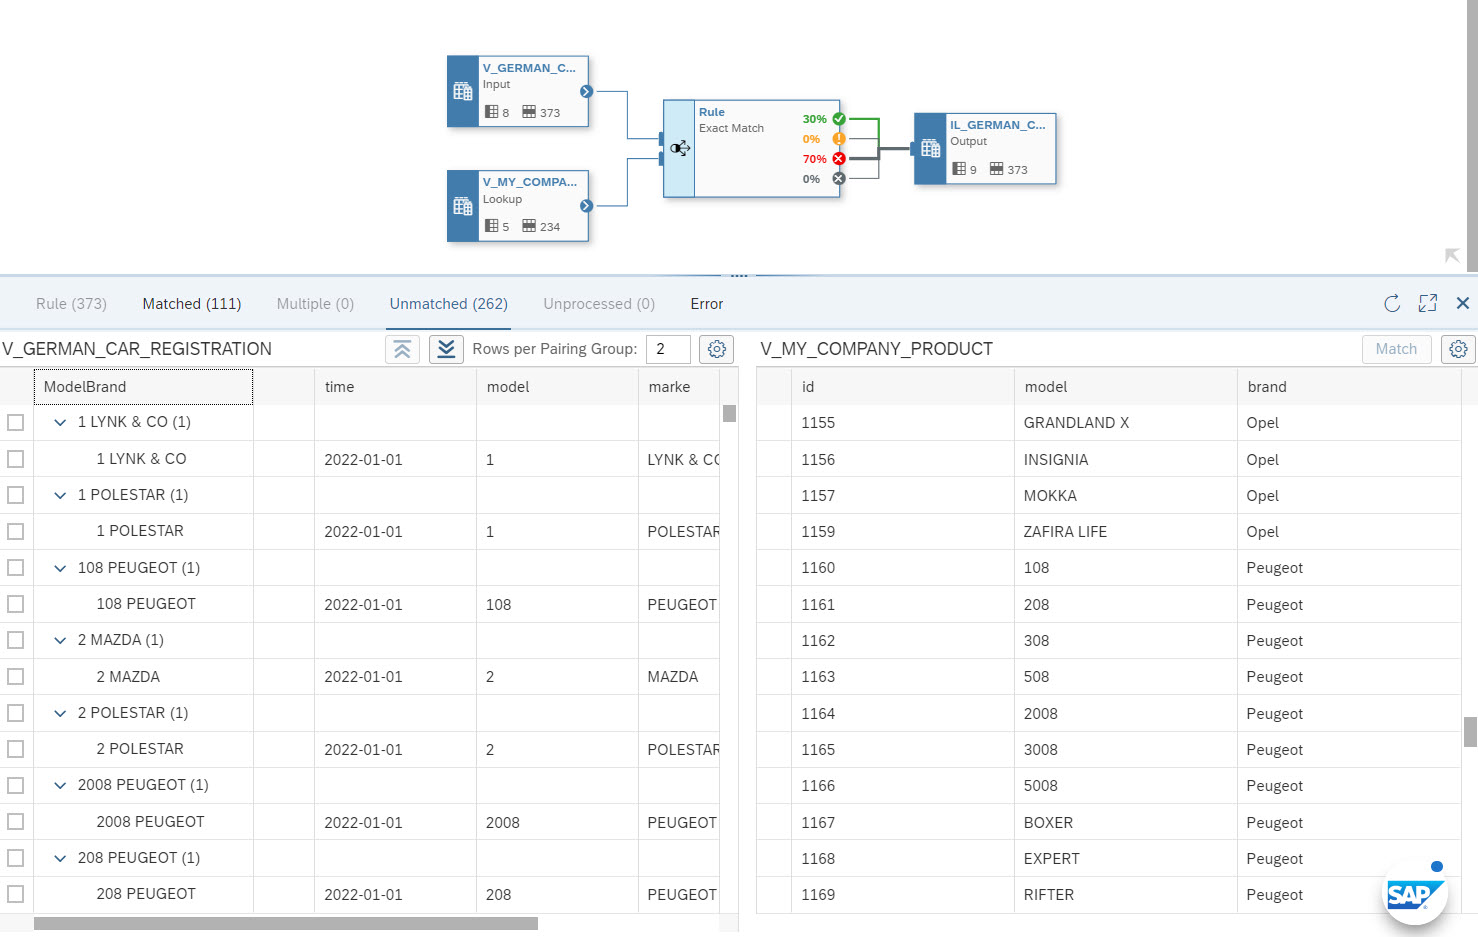 V_GERMAN_C...
Input
8 373
V_MY_COMPA...
Lookup
5 234
Rule
Exact Match
30%
0%
70%
0%
IL_GERMAN_C...
Output
9 373
Rule (373) Matched (111) Multiple (0) Unmatched (262) Unprocessed (0) Error
V_GERMAN_CAR_REGISTRATION Rows per Pairing Group: 2
ModelBrand time model marke
1 LYNK & CO (1)
1 LYNK & CO 2022-01-01 1 LYNK & CO
1 POLESTAR (1)
1 POLESTAR 2022-01-01 1 POLESTAR
108 PEUGEOT (1)
108 PEUGEOT 2022-01-01 108 PEUGEOT
2 MAZDA (1)
2 MAZDA 2022-01-01 2 MAZDA
2 POLESTAR (1)
2 POLESTAR 2022-01-01 2 POLESTAR
2008 PEUGEOT (1)
2008 PEUGEOT 2022-01-01 2008 PEUGEOT
208 PEUGEOT (1)
208 PEUGEOT 2022-01-01 208 PEUGEOT
V_MY_COMPANY_PRODUCT Match
id model brand
1155 GRANDLAND X Opel
1156 INSIGNIA Opel
1157 MOKKA Opel
1159 ZAFIRA LIFE Opel
1160 108 Peugeot
1161 208 Peugeot
1162 308 Peugeot
1163 508 Peugeot
1164 2008 Peugeot
1165 3008 Peugeot
1166 5008 Peugeot
1167 BOXER Peugeot
1168 EXPERT Peugeot
1169 RIFTER Peugeot
SAP